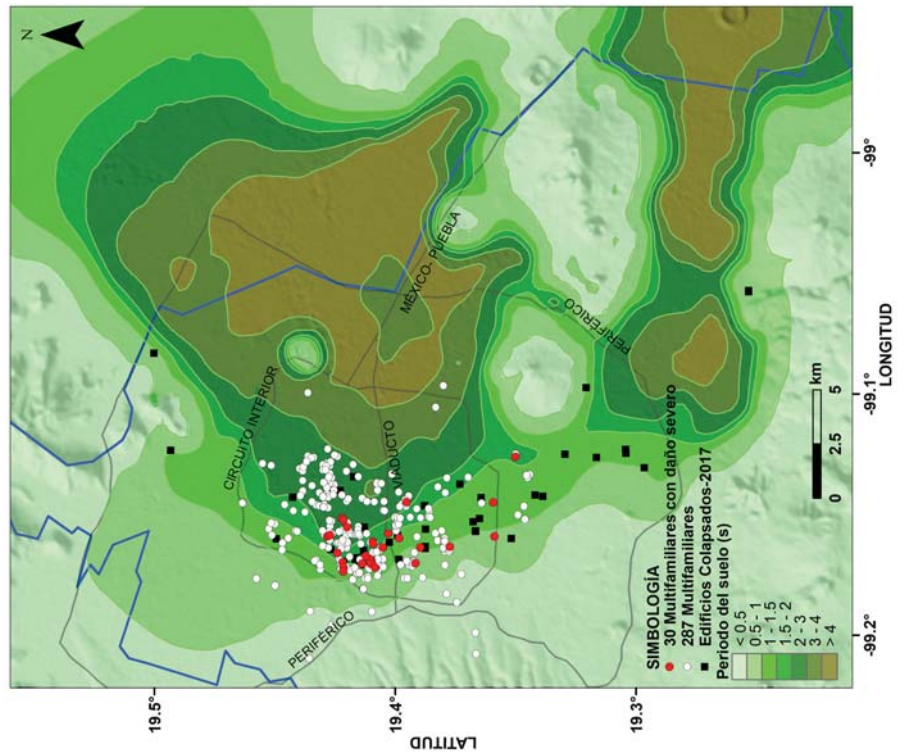 N
CIRCUITO INTERIOR
VIADUCTO
MÉXICO- PUEBLA
PERIFÉRICO
PERIFÉRICO
SIMBOLOGÍA
30 Multifamiliares con daño severo
287 Multifamiliares
Edificios Colapsados-2017
Periodo del suelo (s)
< 0.5
0.5 - 1
1 - 1.5
1.5 - 2
2 - 3
3 - 4
> 4
0 2.5 5 km
19.5°
19.4°
19.3°
LATITUD
-99.2°
-99.1°
-99°
LONGITUD